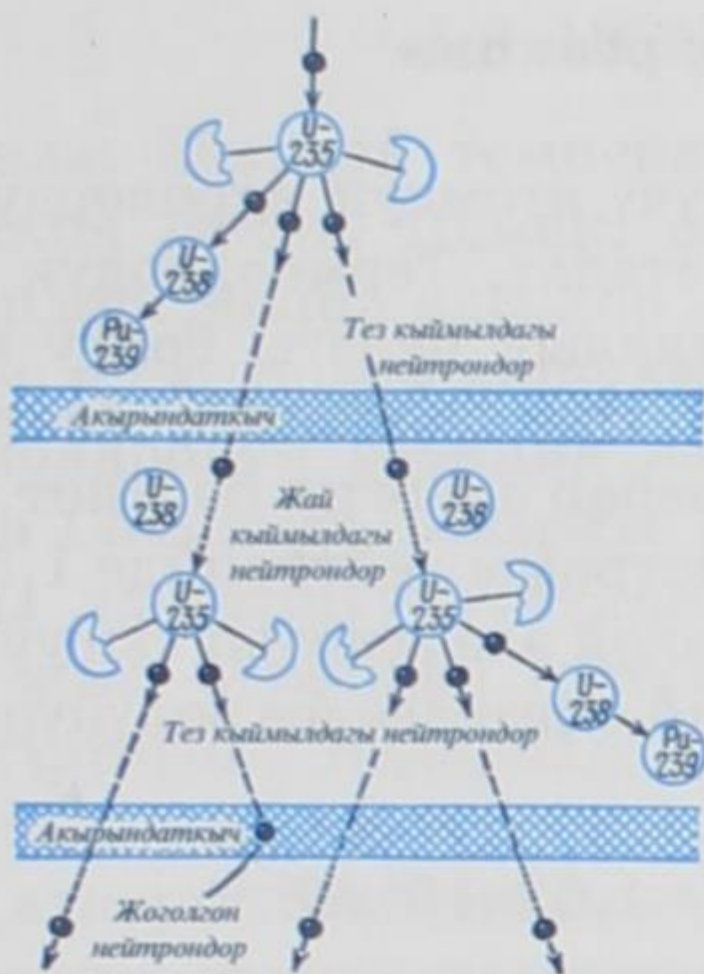 U-
235
U-
238
Pu-
239
Тез кыймылдагы
нейтрондор
Акырындаткыч
U-
238
Жай
кыймылдагы
нейтрондор
U-
238
U-
235
U-
235
U-
238
Pu-
239
Тез кыймылдагы нейтрондор
Акырындаткыч
Жоголгон
нейтрондор